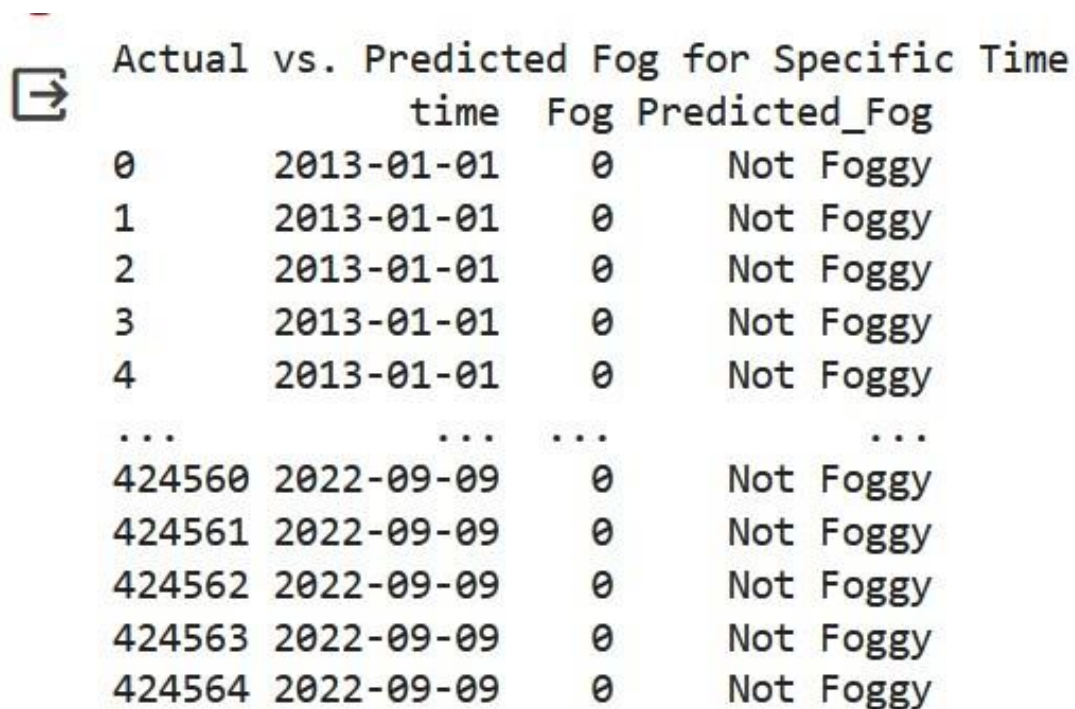 Actual vs. Predicted Fog for Specific Time
time Fog Predicted_Fog
0 2013-01-01 0 Not Foggy
1 2013-01-01 0 Not Foggy
2 2013-01-01 0 Not Foggy
3 2013-01-01 0 Not Foggy
4 2013-01-01 0 Not Foggy
... ... ... ...
424560 2022-09-09 0 Not Foggy
424561 2022-09-09 0 Not Foggy
424562 2022-09-09 0 Not Foggy
424563 2022-09-09 0 Not Foggy
424564 2022-09-09 0 Not Foggy